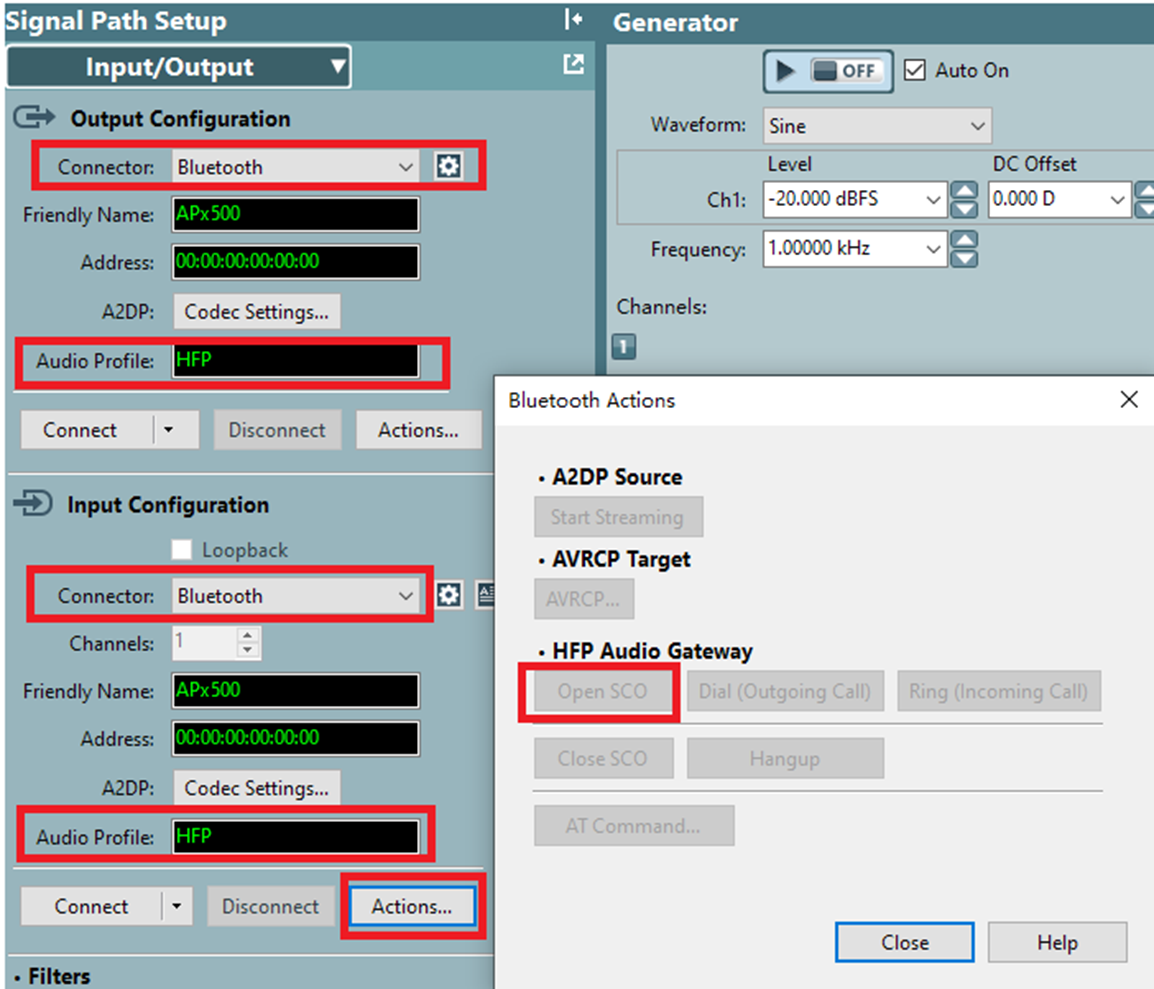 Signal Path Setup
Input/Output
Output Configuration
Connector: Bluetooth
Friendly Name: APx500
Address: 00:00:00:00:00:00
A2DP: Codec Settings...
Audio Profile: HFP
Connect Disconnect Actions...
Input Configuration
Loopback
Connector: Bluetooth
Channels: 1
Friendly Name: APx500
Address: 00:00:00:00:00:00
A2DP: Codec Settings...
Audio Profile: HFP
Connect Disconnect Actions...
• Filters
Generator
OFF Auto On
Waveform: Sine
Level DC Offset
Ch1: -20.000 dBFS 0.000 D
Frequency: 1.00000 kHz
Channels:
1
Bluetooth Actions
• A2DP Source
Start Streaming
• AVRCP Target
AVRCP...
• HFP Audio Gateway
Open SCO Dial (Outgoing Call) Ring (Incoming Call)
Close SCO Hangup
AT Command...
Close Help